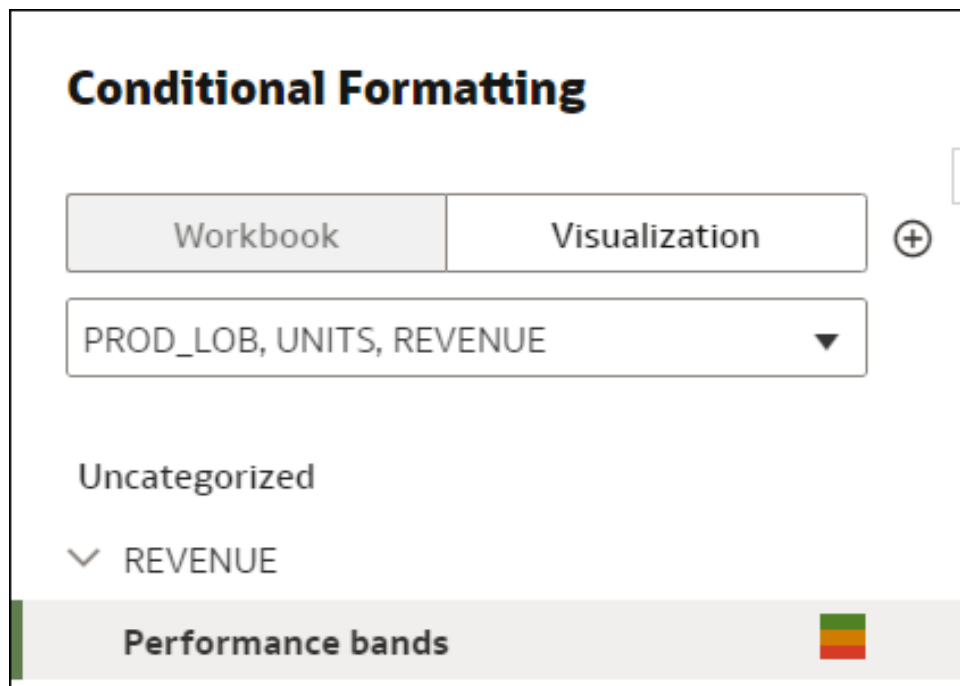 Conditional Formatting
Workbook Visualization
PROD_LOB, UNITS, REVENUE
Uncategorized
REVENUE
Performance bands